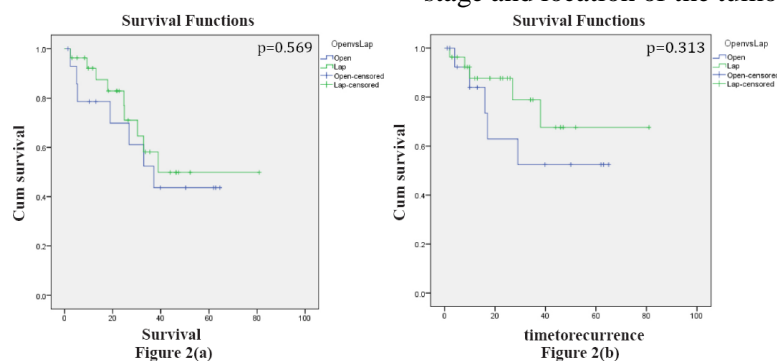 stage and location of the tumo
Survival Functions
p=0.569
OpenvsLap
Open
Lap
Open-censored
Lap-censored
Cum survival
1.0
0.8
0.6
0.4
0.2
0.0
0 20 40 60 80 100
Survival
Figure 2(a)
Survival Functions
p=0.313
OpenvsLap
Open
Lap
Open-censored
Lap-censored
Cum survival
1.0
0.8
0.6
0.4
0.2
0.0
0 20 40 60 80 100
timetorecurrence
Figure 2(b)